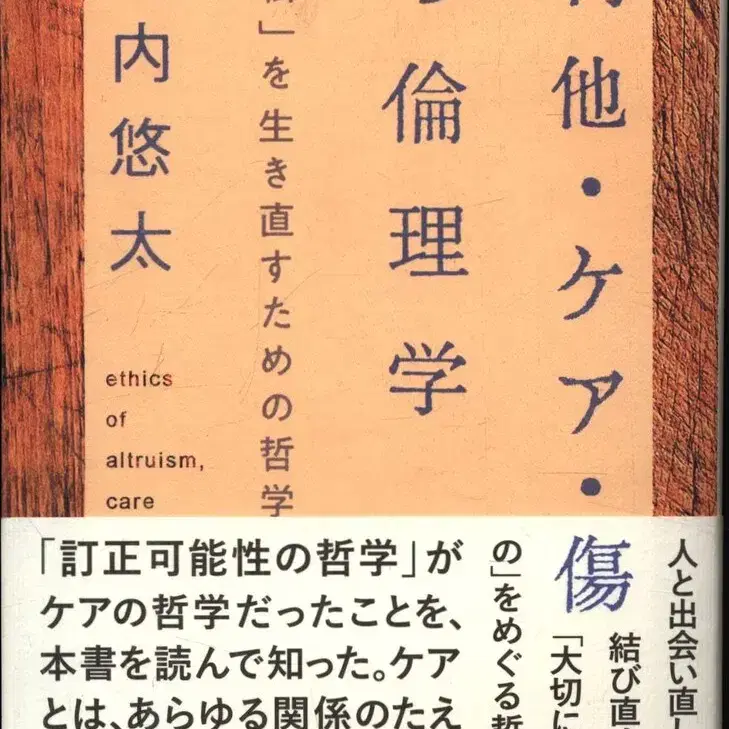 他・ケア・傷
倫理学
」を生き直すための哲学
内悠太
ethics
of
altruism,
care
人と出会い直し
結び直
「大切に
の」をめぐる哲
「訂正可能性の哲学」が
ケアの哲学だったことを、
本書を読んで知った。ケア
とは、あらゆる関係のたえ